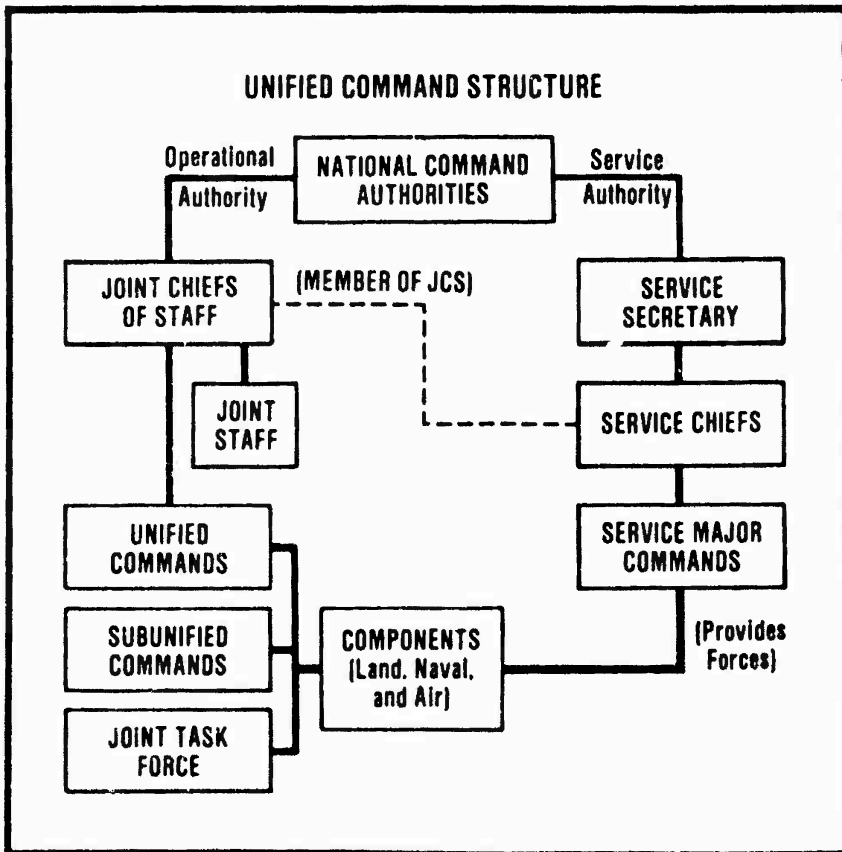 UNIFIED COMMAND STRUCTURE
Operational
Authority
NATIONAL COMMAND
AUTHORITIES
Service
Authority
JOINT CHIEFS
OF STAFF
(MEMBER OF JCS)
SERVICE
SECRETARY
JOINT
STAFF
SERVICE CHIEFS
UNIFIED
COMMANDS
SERVICE MAJOR
COMMANDS
SUBUNIFIED
COMMANDS
COMPONENTS
(Land, Naval,
and Air)
(Provides
Forces)
JOINT TASK
FORCE